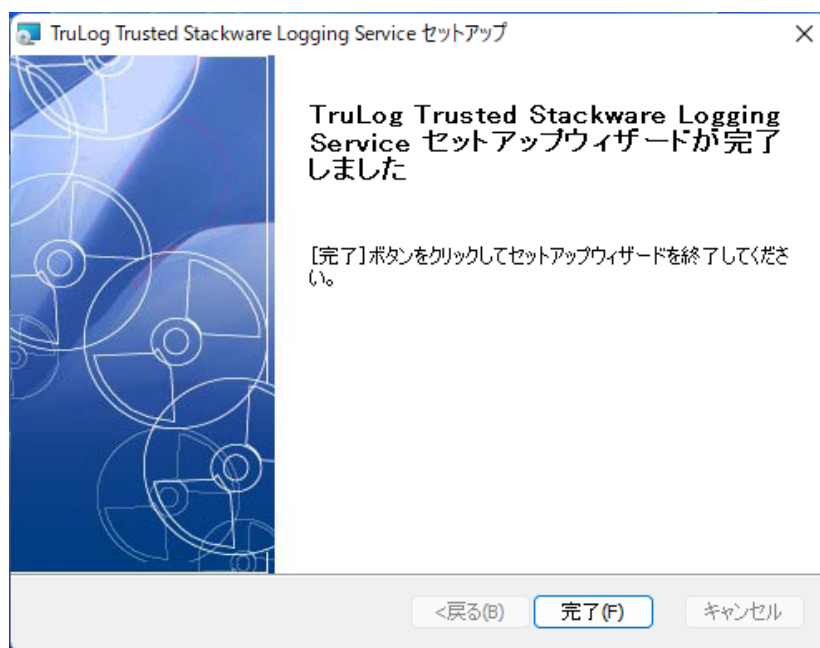 TruLog Trusted Stackware Logging Service セットアップ
TruLog Trusted Stackware Logging
Service セットアップウィザードが完了
しました
[完了]ボタンをクリックしてセットアップウィザードを終了してくださ
い。
<戻る(B)
完了(F)
キャンセル